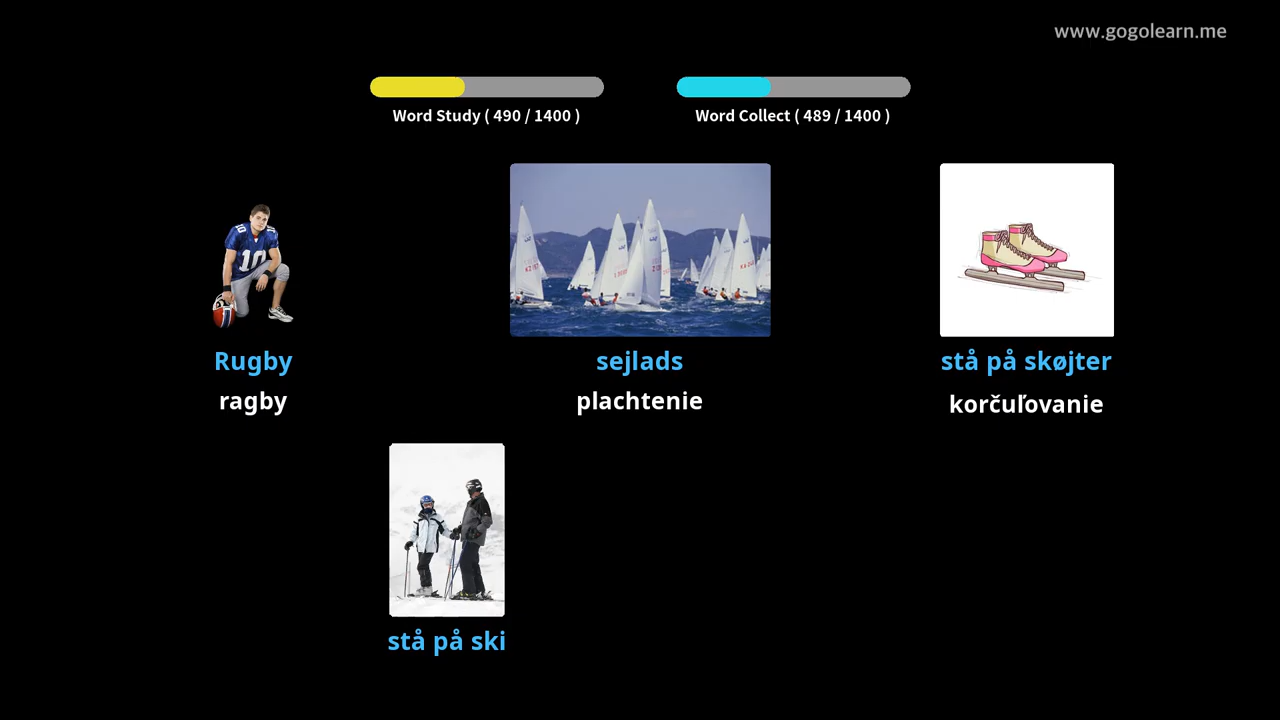 www.gogolearn.me
Word Study ( 490 / 1400 )
Word Collect ( 489 / 1400 )
Rugby
sejlads
stå på skøjter
ragby
plachtenie
korčuľovanie
stå på ski